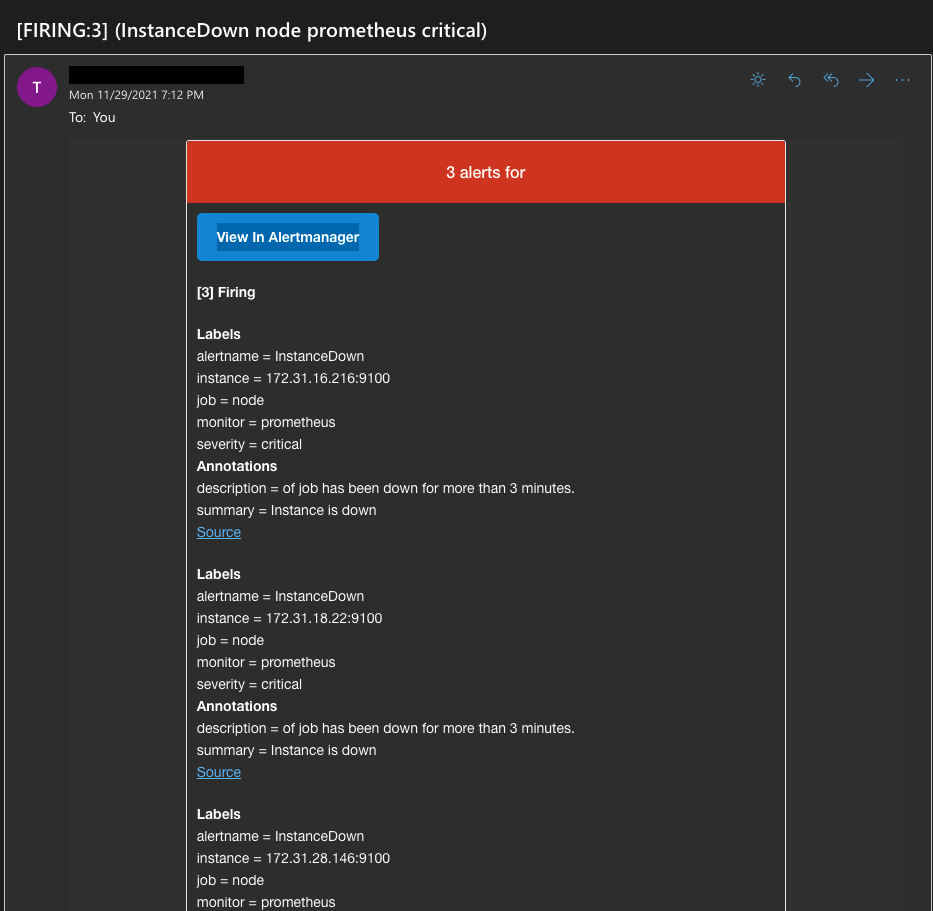 [FIRING:3] (InstanceDown node prometheus critical)
T
Mon 11/29/2021 7:12 PM
To: You
3 alerts for
View In Alertmanager
[3] Firing
Labels
alertname = InstanceDown
instance = 172.31.16.216:9100
job = node
monitor = prometheus
severity = critical
Annotations
description = of job has been down for more than 3 minutes.
summary = Instance is down
Source
Labels
alertname = InstanceDown
instance = 172.31.18.22:9100
job = node
monitor = prometheus
severity = critical
Annotations
description = of job has been down for more than 3 minutes.
summary = Instance is down
Source
Labels
alertname = InstanceDown
instance = 172.31.28.146:9100
job = node
monitor = prometheus